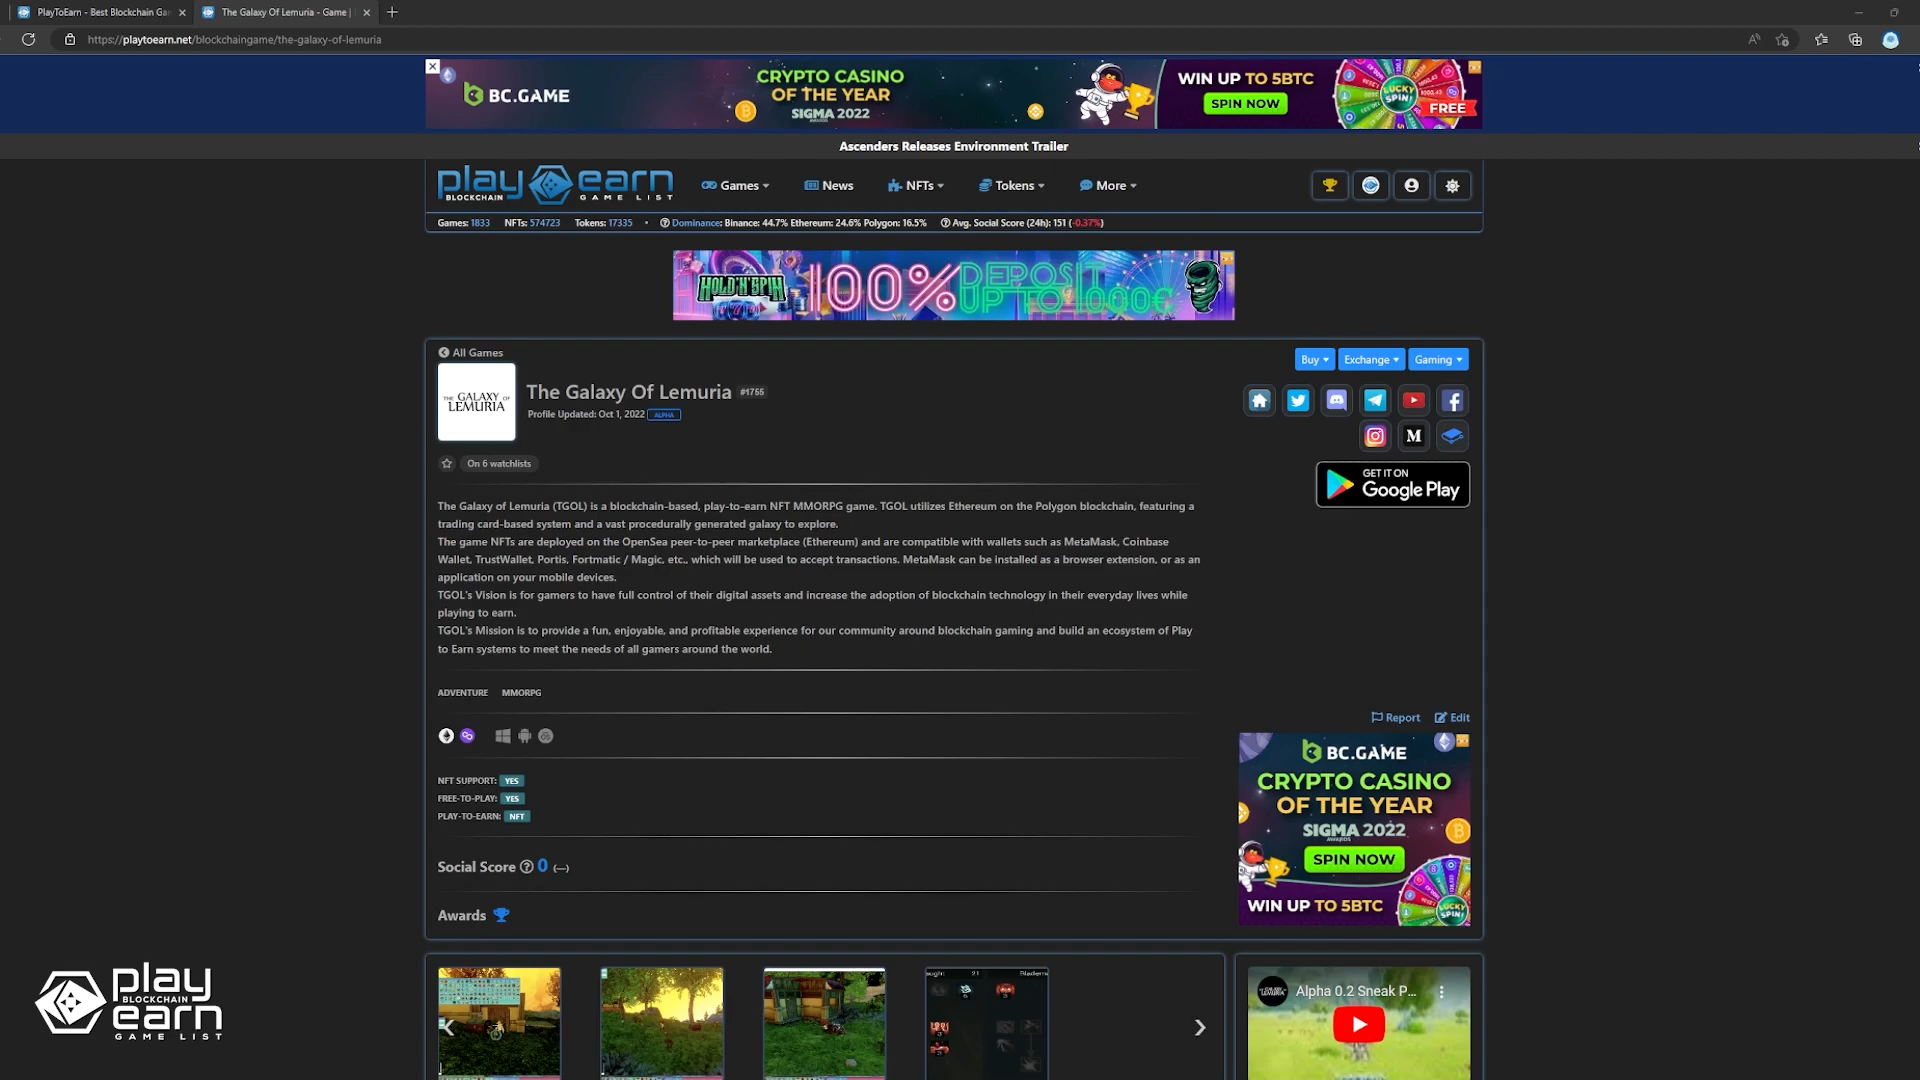 PlayToEarn - Best Blockchain Gam
The Galaxy Of Lemuria - Game |
https://playtoearn.net/blockchaingame/the-galaxy-of-lemuria
BC.GAME
CRYPTO CASINO
OF THE YEAR
SIGMA 2022
AWARDS
WIN UP TO 5BTC
SPIN NOW
LUCKY
SPIN!
FREE
Ascenders Releases Environment Trailer
play earn
BLOCKCHAIN GAME LIST
Games
News
NFTs
Tokens
More
Games: 1833 NFTs: 574723 Tokens: 17335 • Dominance: Binance: 44.7% Ethereum: 24.6% Polygon: 16.5% Avg. Social Score (24h): 151 (-0.37%)
HOLD'N'SPIN
100% DEPOSIT
UP TO 1000€
All Games
Buy Exchange Gaming
THE GALAXY OF
LEMURIA
The Galaxy Of Lemuria #1755
Profile Updated: Oct 1, 2022 ALPHA
On 6 watchlists
GET IT ON
Google Play
The Galaxy of Lemuria (TGOL) is a blockchain-based, play-to-earn NFT MMORPG game. TGOL utilizes Ethereum on the Polygon blockchain, featuring a
trading card-based system and a vast procedurally generated galaxy to explore.
The game NFTs are deployed on the OpenSea peer-to-peer marketplace (Ethereum) and are compatible with wallets such as MetaMask, Coinbase
Wallet, TrustWallet, Portis, Fortmatic / Magic, etc., which will be used to accept transactions. MetaMask can be installed as a browser extension, or as an
application on your mobile devices.
TGOL's Vision is for gamers to have full control of their digital assets and increase the adoption of blockchain technology in their everyday lives while
playing to earn.
TGOL's Mission is to provide a fun, enjoyable, and profitable experience for our community around blockchain gaming and build an ecosystem of Play
to Earn systems to meet the needs of all gamers around the world.
ADVENTURE MMORPG
Report Edit
NFT SUPPORT: YES
FREE-TO-PLAY: YES
PLAY-TO-EARN: NFT
Social Score 0 (—)
Awards
BC.GAME
CRYPTO CASINO
OF THE YEAR
SIGMA 2022
AWARDS
SPIN NOW
WIN UP TO 5BTC
LUCKY
SPIN!
21
Alpha 0.2 Sneak P...
play
BLOCKCHAIN
earn
GAME LIST